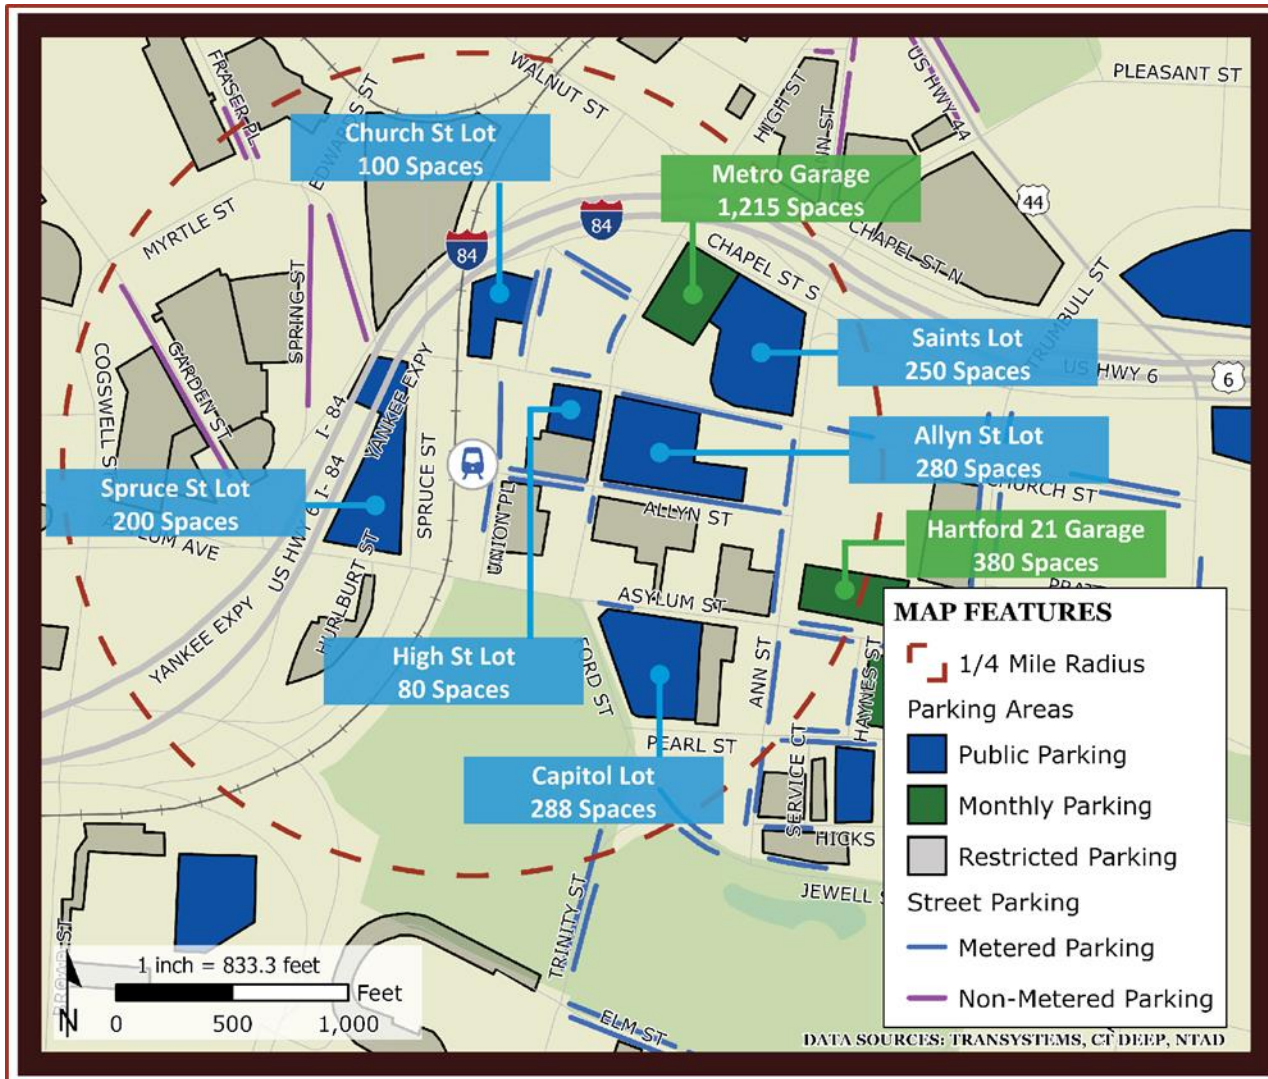 FRASER PL
EDWARDS ST
WALNUT ST
HIGH ST
US HWY 44
PLEASANT ST
Church St Lot
100 Spaces
Metro Garage
1,215 Spaces
44
MYRTLE ST
84
84
CHAPEL ST S
CHAPEL ST N
TRUMBULL ST
SPRING ST
Saints Lot
250 Spaces
US HWY 6
6
COGSWELL S
GARDEN ST
I- 84
YANKEE EXPY
Allyn St Lot
280 Spaces
CHURCH ST
Spruce St Lot
200 Spaces
I- 84
US HWY 6
SPRUCE ST
UNION PL
ALLYN ST
Hartford 21 Garage
380 Spaces
HURLBURT ST
ASYLUM ST
YANKEE EXPY
High St Lot
80 Spaces
ANN ST
HAYNES ST
PEARL ST
Capitol Lot
288 Spaces
SERVICE CT
HICKS
JEWELL
TRINITY ST
ELM ST
MAP FEATURES
1/4 Mile Radius
Parking Areas
Public Parking
Monthly Parking
Restricted Parking
Street Parking
Metered Parking
Non-Metered Parking
1 inch = 833.3 feet
Feet
0 500 1,000
N
DATA SOURCES: TRANSYSTEMS, CT DEEP, NTAD